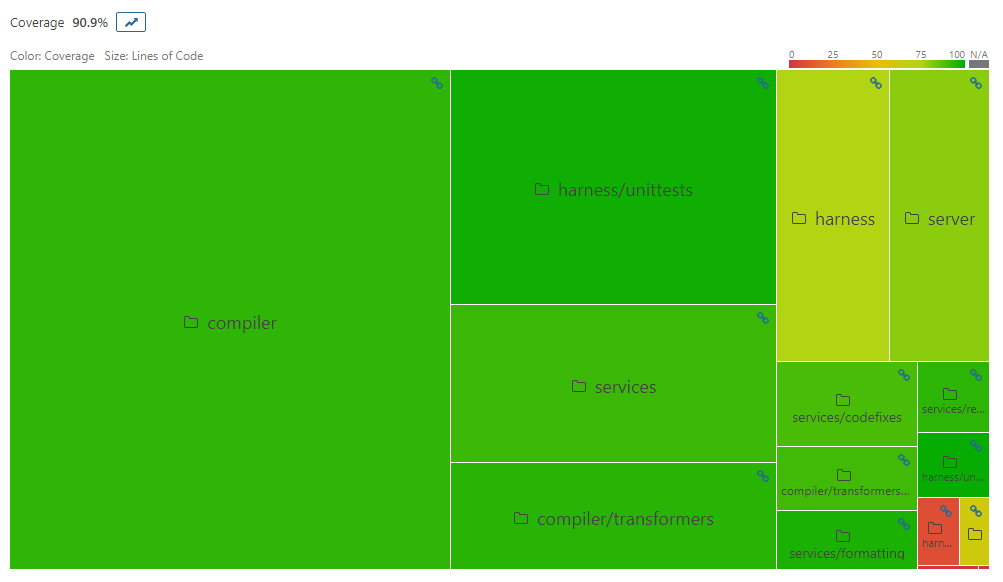 Coverage 90.9%
Color: Coverage Size: Lines of Code
0 25 50 75 100 N/A
compiler
harness/unittests
services
compiler/transformers
harness
server
services/codefixes
services/re...
compiler/transformers...
harness/un...
services/formatting
harn...